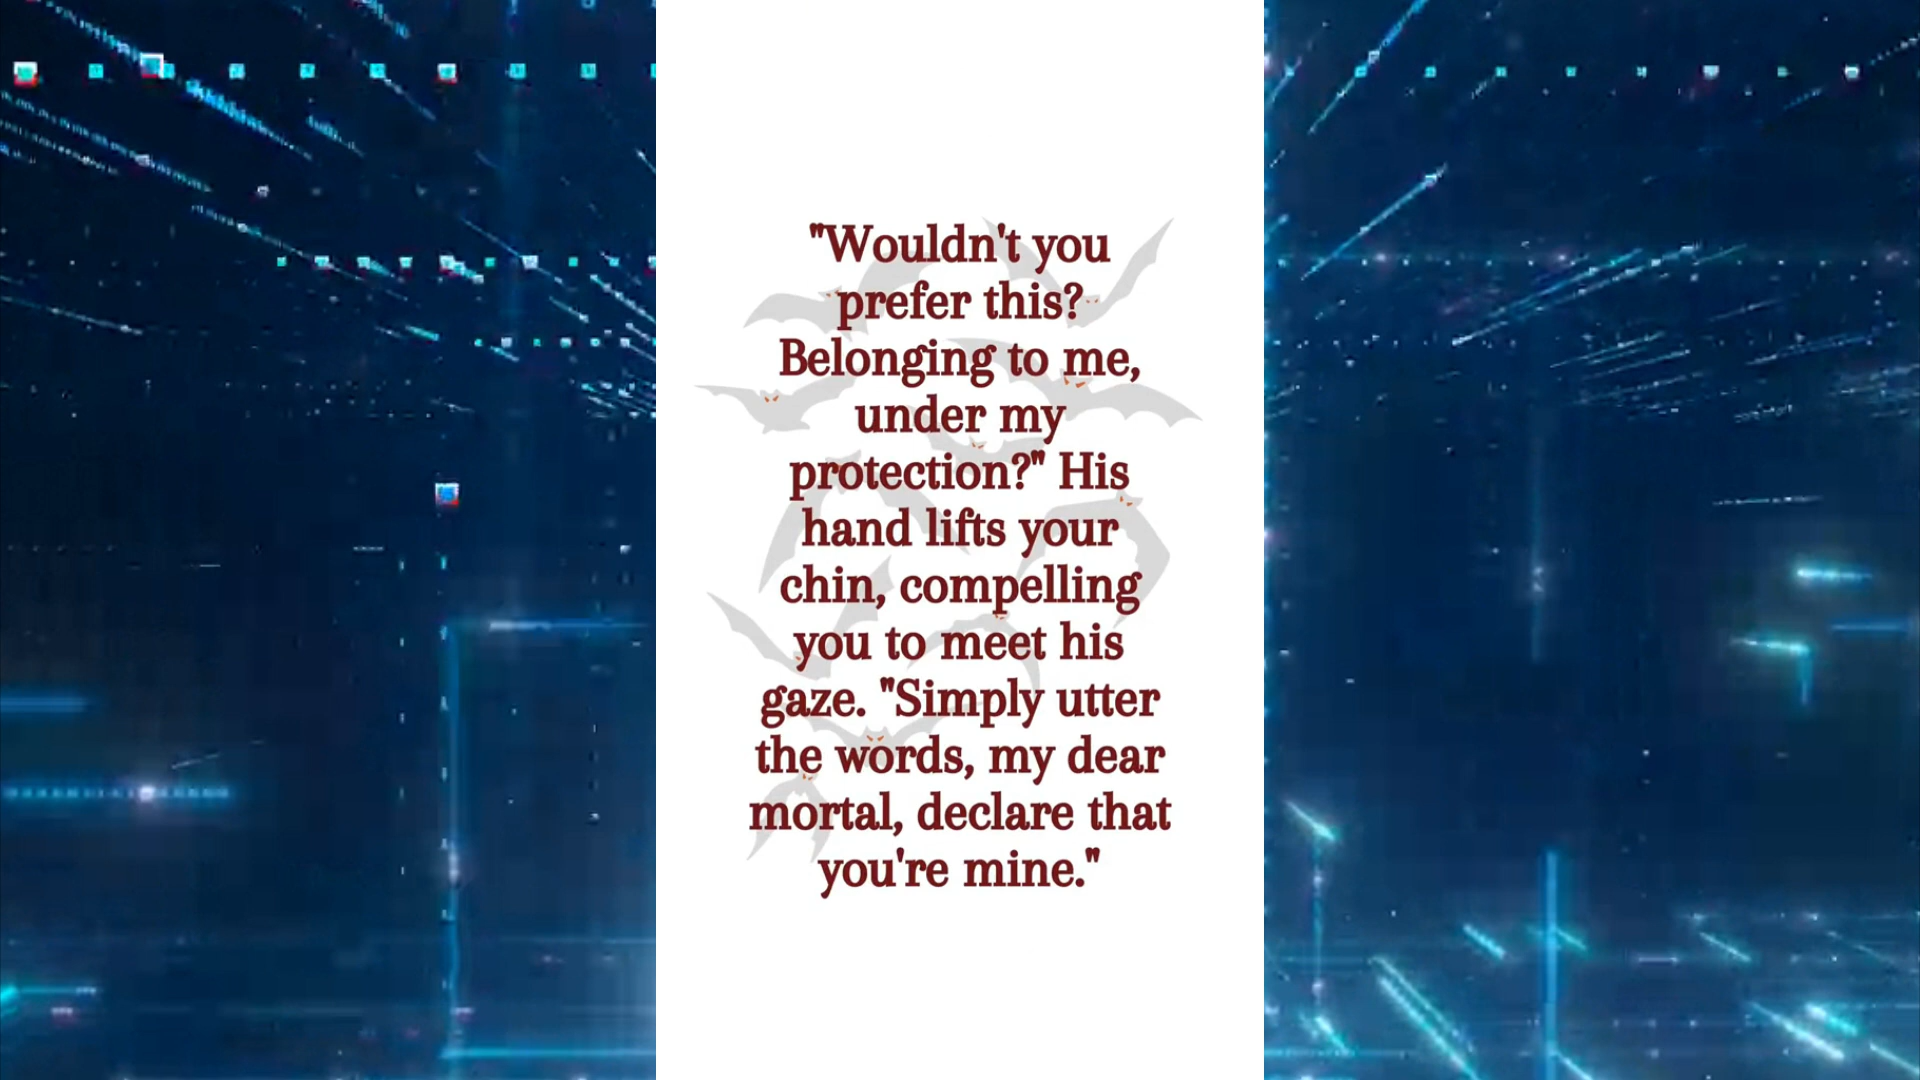 "Wouldn't you
prefer this?
Belonging to me,
under my
protection?" His
hand lifts your
chin, compelling
you to meet his
gaze. "Simply utter
the words, my dear
mortal, declare that
you're mine."